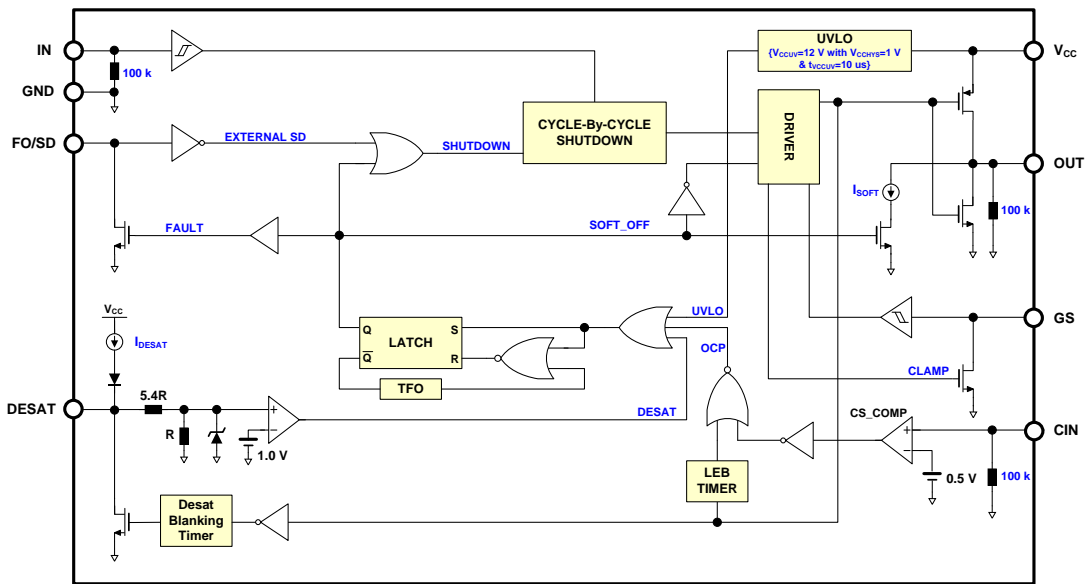 IN
100 k
GND
FO/SD
EXTERNAL SD
SHUTDOWN
CYCLE-By-CYCLE
SHUTDOWN
UVLO
{VCCUV=12 V with VCCHYS=1 V
& tVCCUV=10 us}
VCC
DRIVER
ISOFT
OUT
100 k
FAULT
SOFT_OFF
VCC
IDESAT
Q
S
LATCH
Q
R
TFO
UVLO
OCP
DESAT
GS
CLAMP
DESAT
5.4R
R
+
−
1.0 V
CS_COMP
+
−
CIN
0.5 V
100 k
LEB
TIMER
Desat
Blanking
Timer